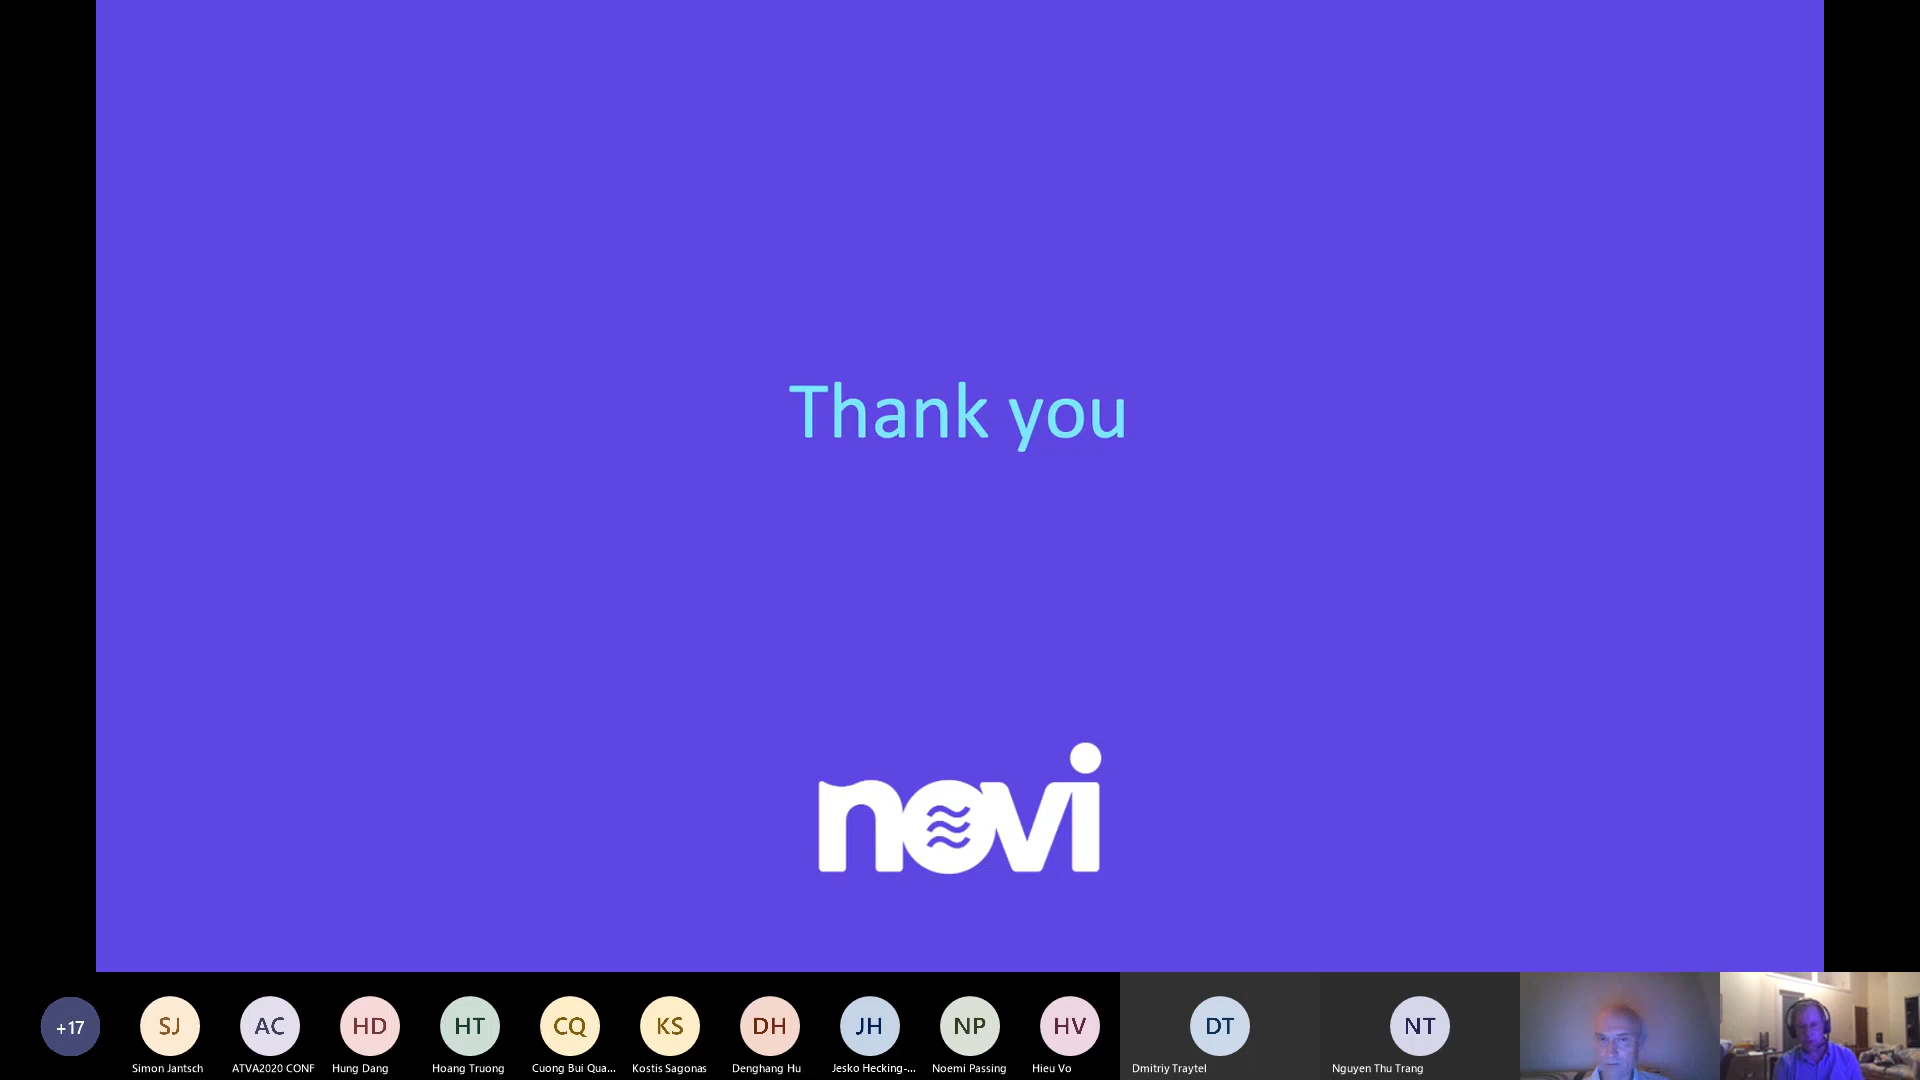 Thank you
novi
+17
SJ
AC
HD
HT
CQ
KS
DH
JH
NP
HV
DT
NT
Simon Jantsch
ATVA2020 CONF
Hung Dang
Hoang Truong
Cuong Bui Qua...
Kostis Sagonas
Denghang Hu
Jesko Hecking-...
Noemi Passing
Hieu Vo
Dmitriy Traytel
Nguyen Thu Trang